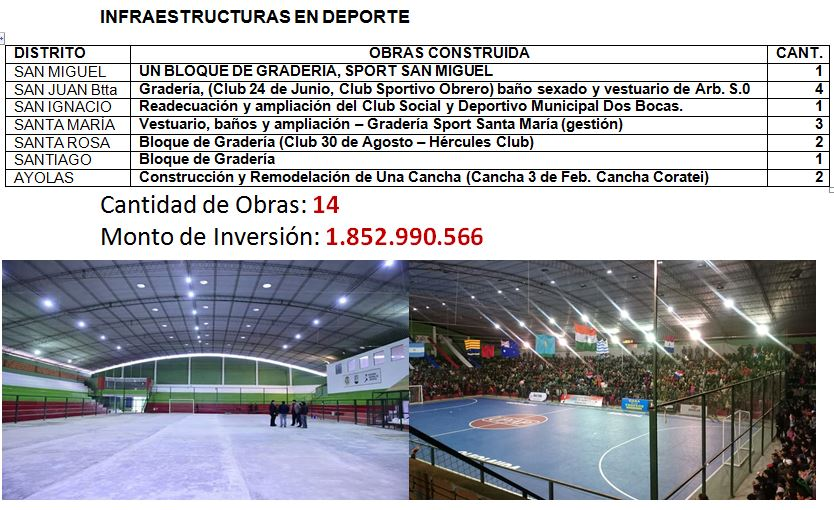 INFRAESTRUCTURAS EN DEPORTE
DISTRITO OBRAS CONSTRUIDA CANT.
SAN MIGUEL UN BLOQUE DE GRADERIA, SPORT SAN MIGUEL 1
SAN JUAN Btta Gradería, (Club 24 de Junio, Club Sportivo Obrero) baño sexado y vestuario de Arb. S.0 4
SAN IGNACIO Readecuación y ampliación del Club Social y Deportivo Municipal Dos Bocas. 1
SANTA MARÍA Vestuario, baños y ampliación – Gradería Sport Santa María (gestión) 3
SANTA ROSA Bloque de Gradería (Club 30 de Agosto – Hércules Club) 2
SANTIAGO Bloque de Gradería 1
AYOLAS Construcción y Remodelación de Una Cancha (Cancha 3 de Feb. Cancha Coratei) 2
Cantidad de Obras: 14
Monto de Inversión: 1.852.990.566